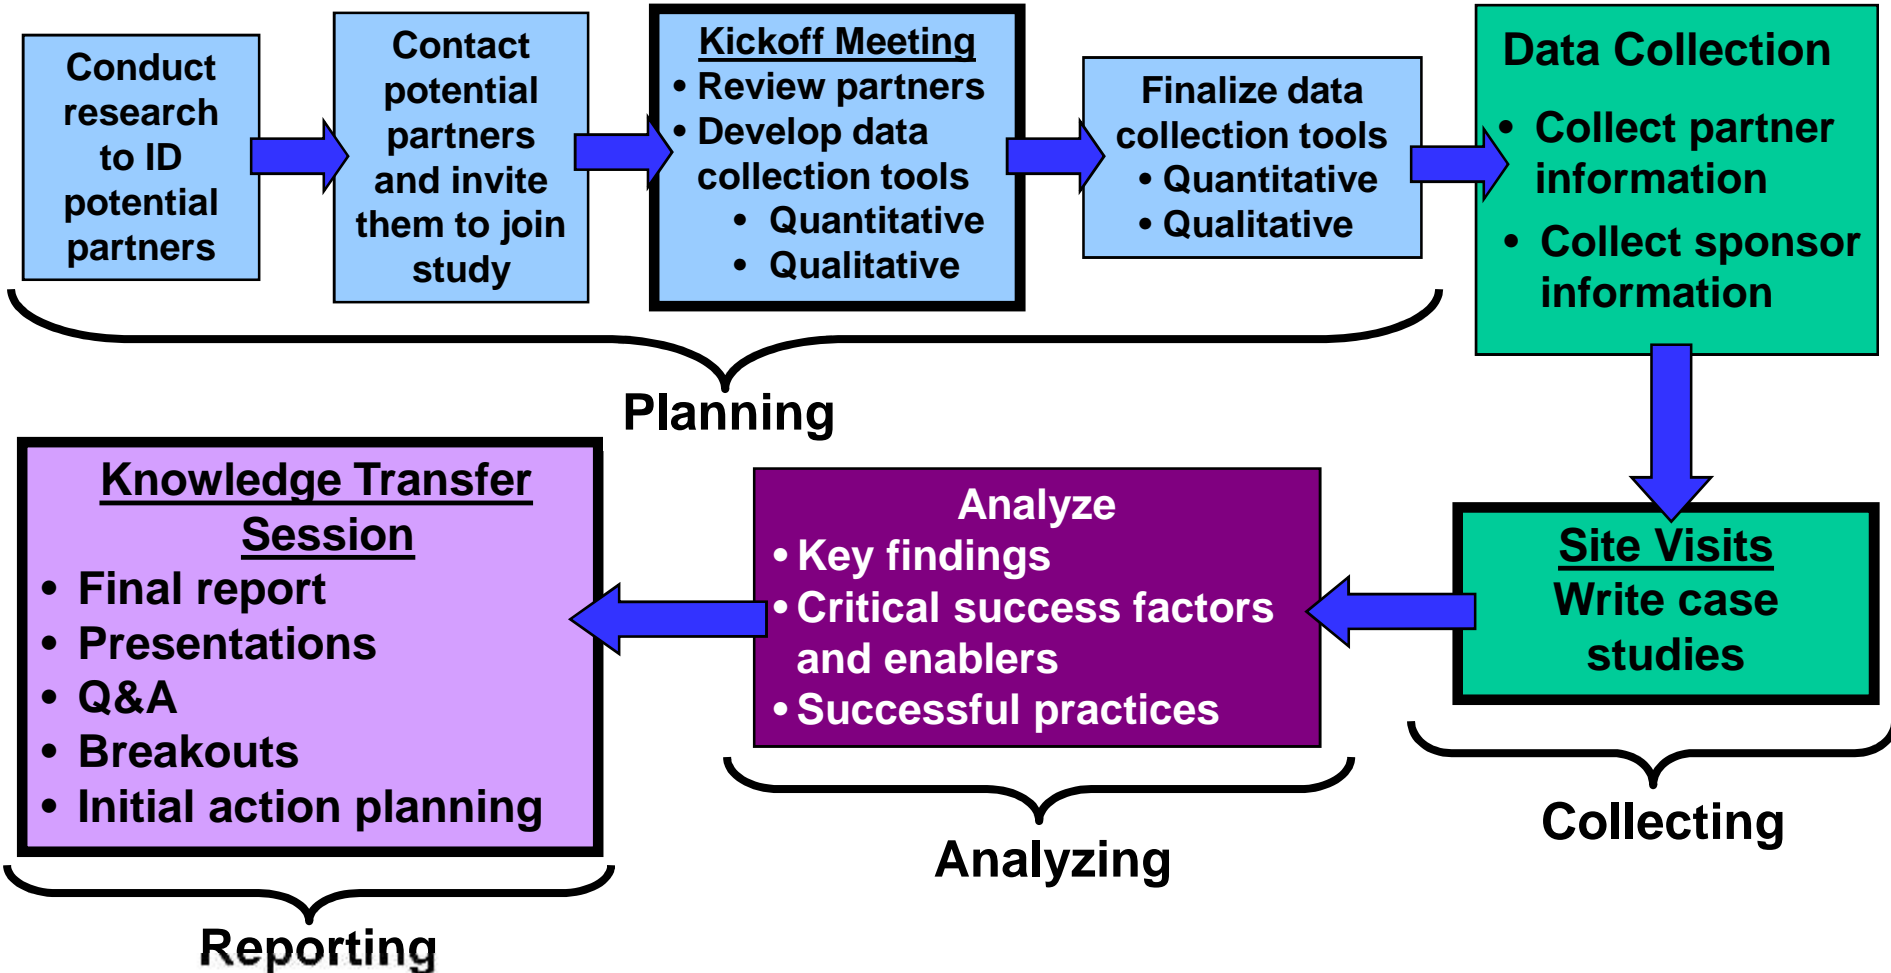 Conduct
research
to ID
potential
partners
Contact
potential
partners
and invite
them to join
study
Kickoff Meeting
• Review partners
• Develop data
collection tools
• Quantitative
• Qualitative
Finalize data
collection tools
• Quantitative
• Qualitative
Data Collection
• Collect partner
information
• Collect sponsor
information
Planning
Knowledge Transfer
Session
• Final report
• Presentations
• Q&A
• Breakouts
• Initial action planning
Analyze
• Key findings
• Critical success factors
and enablers
• Successful practices
Site Visits
Write case
studies
Collecting
Analyzing
Reporting